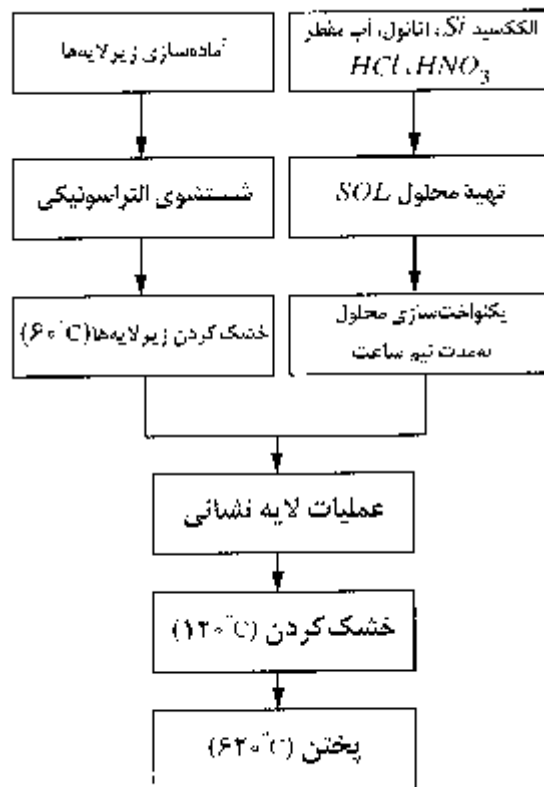 الککسید Si، اتانول، آب مقطر
HCl، HNO3
تهیه محلول SOL
یکنواخت‌سازی محلول
به‌مدت نیم ساعت
آماده‌سازی زیرلایه‌ها
شستشوی التراسونیکی
خشک کردن زیرلایه‌ها (۶۰°C)
عملیات لایه نشانی
خشک کردن (۱۲۰°C)
پختن (۶۲۰°C)